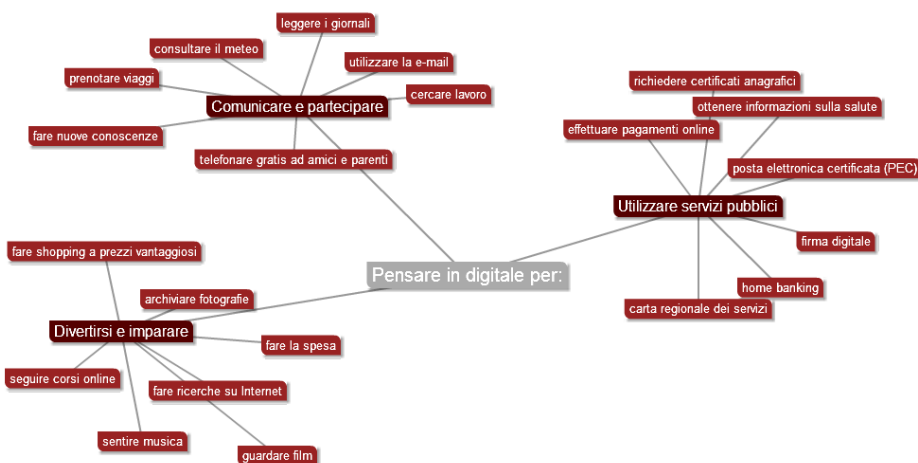 leggere i giornali
consultare il meteo
utilizzare la e-mail
prenotare viaggi
cercare lavoro
Comunicare e partecipare
fare nuove conoscenze
telefonare gratis ad amici e parenti
richiedere certificati anagrafici
ottenere informazioni sulla salute
effettuare pagamenti online
posta elettronica certificata (PEC)
Utilizzare servizi pubblici
firma digitale
home banking
carta regionale dei servizi
Pensare in digitale per:
fare shopping a prezzi vantaggiosi
archiviare fotografie
Divertirsi e imparare
fare la spesa
seguire corsi online
fare ricerche su Internet
sentire musica
guardare film